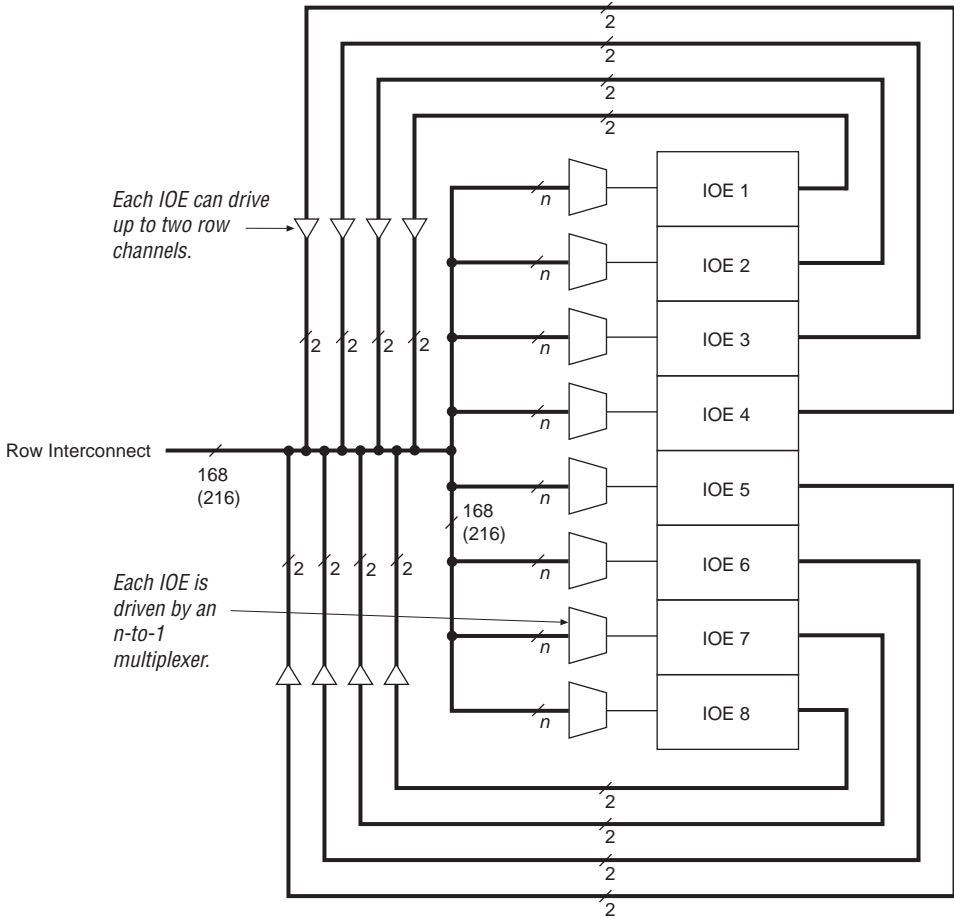 2
2
2
2
Each IOE can drive
up to two row
channels.
n
IOE 1
n
IOE 2
2
2
2
2
n
IOE 3
n
IOE 4
Row Interconnect
168
(216)
n
IOE 5
168
(216)
2
2
2
2
n
IOE 6
Each IOE is
driven by an
n-to-1
multiplexer.
n
IOE 7
n
IOE 8
2
2
2
2